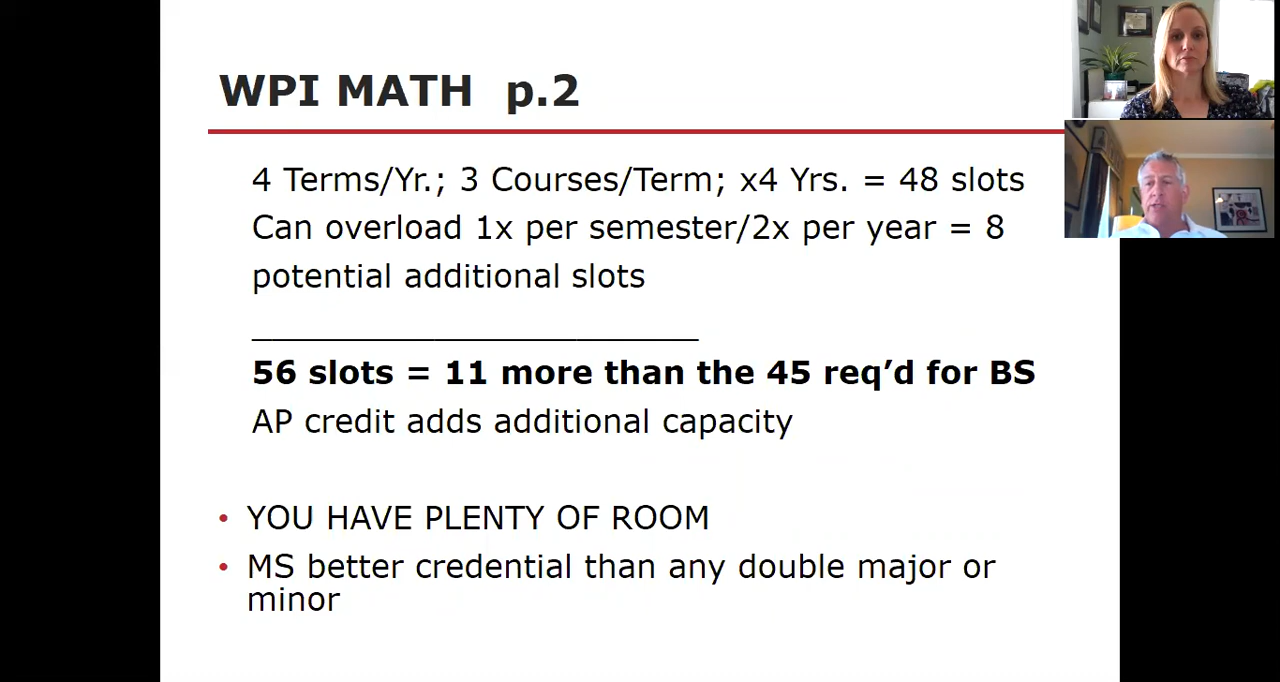 WPI MATH p.2
4 Terms/Yr.; 3 Courses/Term; x4 Yrs. = 48 slots
Can overload 1x per semester/2x per year = 8
potential additional slots
56 slots = 11 more than the 45 req’d for BS
AP credit adds additional capacity
• YOU HAVE PLENTY OF ROOM
• MS better credential than any double major or
minor